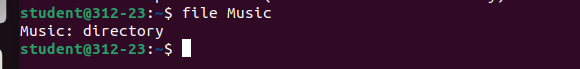 student@312-23:~$ file Music
Music: directory
student@312-23:~$